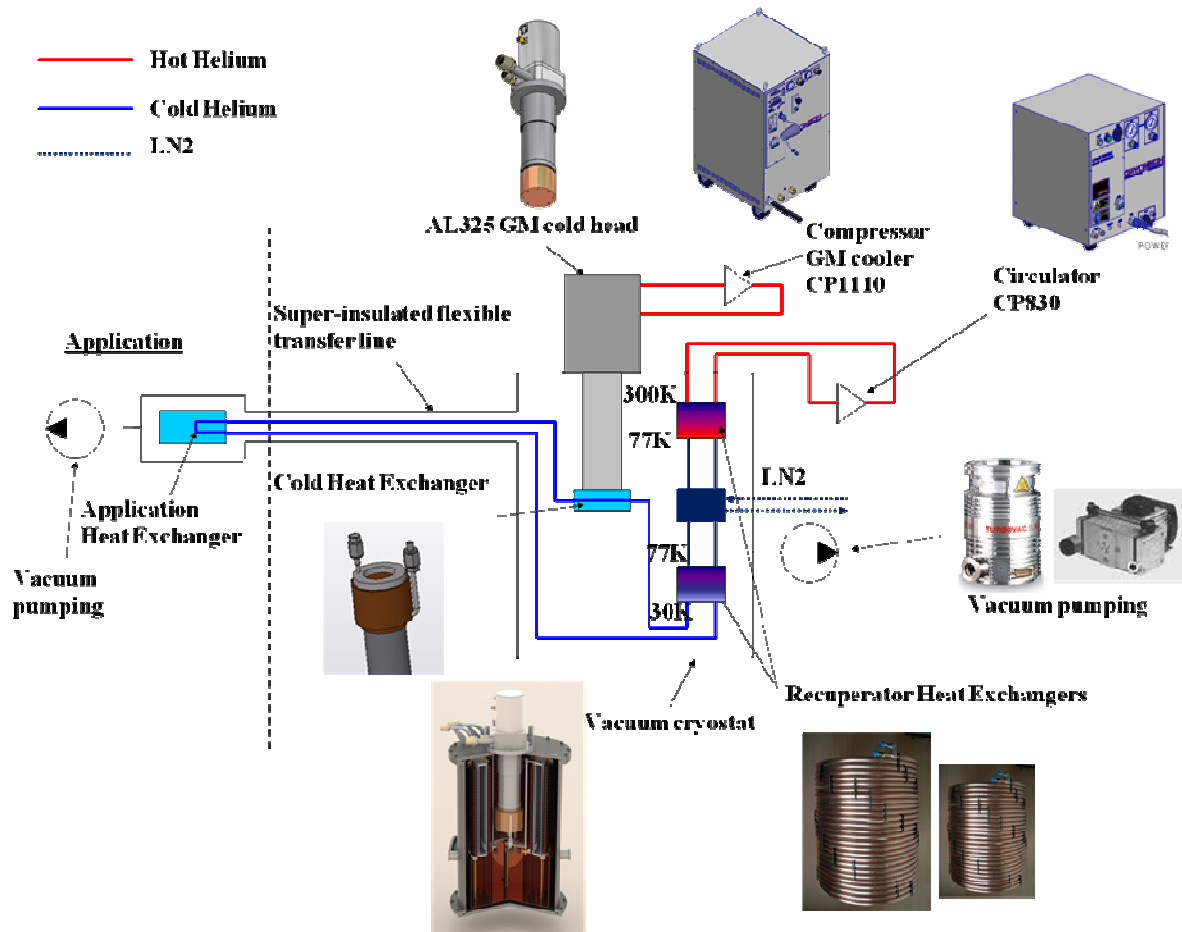 Hot Helium
Cold Helium
LN2
AL325 GM cold head
Compressor
GM cooler
CP1110
POWER
Circulator
CP830
Super-insulated flexible
transfer line
Application
300K
77K
Cold Heat Exchanger
LN2
Application
Heat Exchanger
77K
Vacuum
pumping
30K
Vacuum pumping
Recuperator Heat Exchangers
Vacuum cryostat